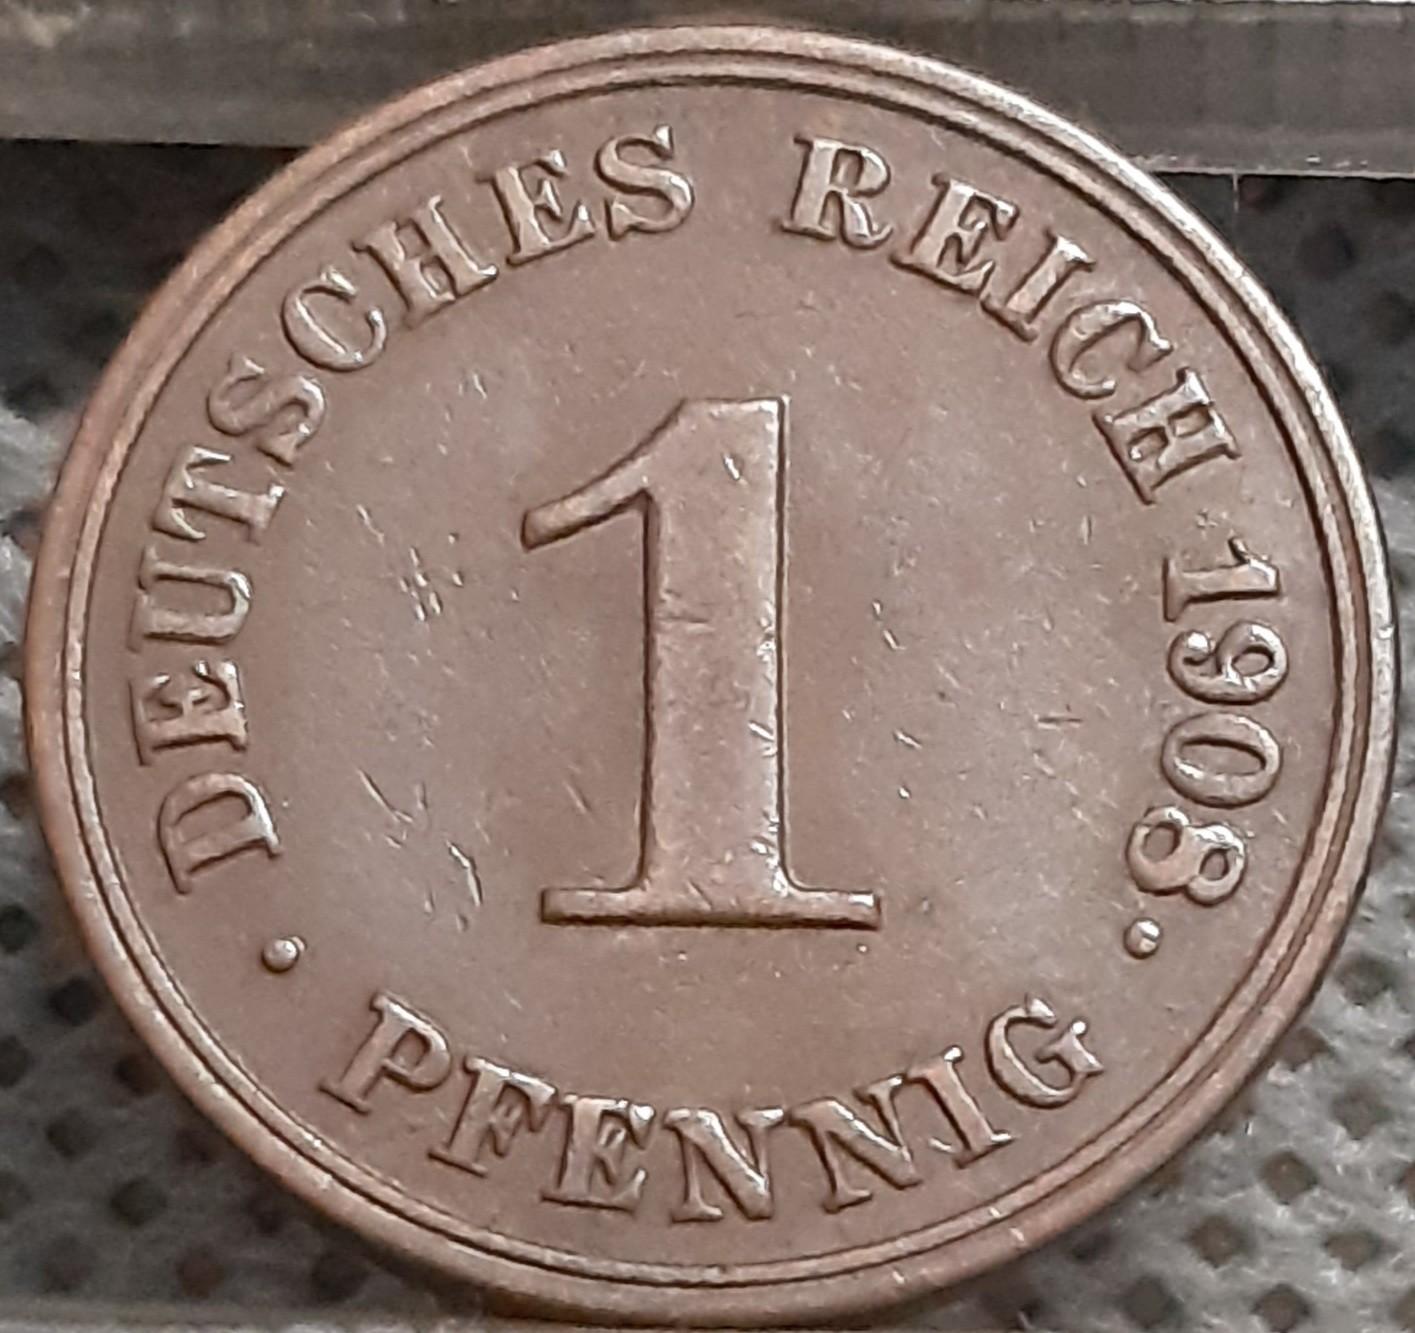 DEUTSCHES REICH 1908
1
· PFENNIG ·